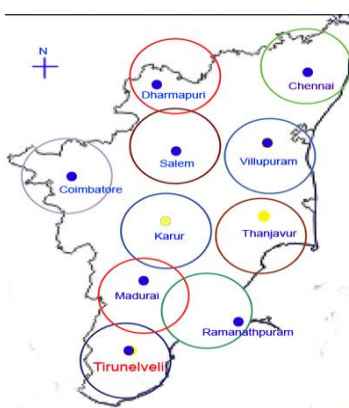 N
Chennai
Dharmapuri
Salem
Villupuram
Coimbatore
Karur
Thanjavur
Madurai
Ramanathpuram
Tirunelveli